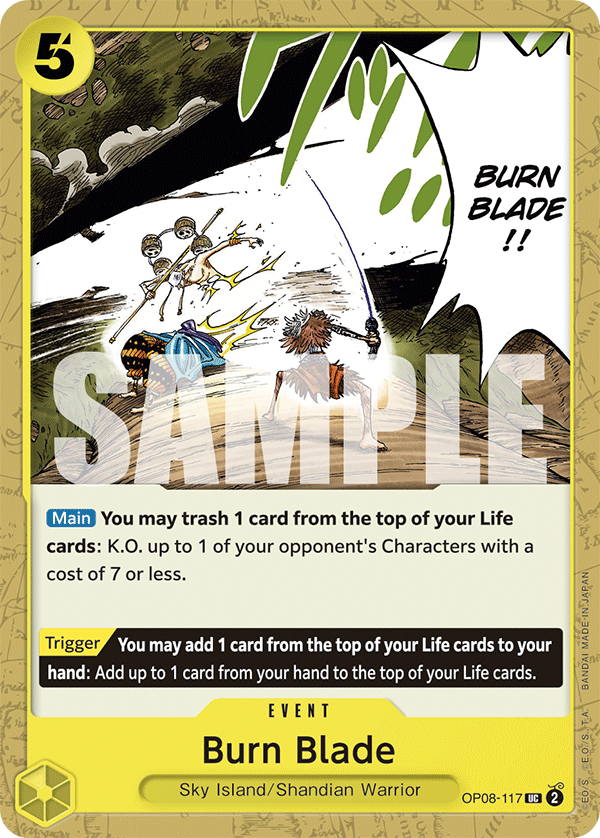 5
BURN
BLADE
!!
SAMPLE
Main You may trash 1 card from the top of your Life
cards: K.O. up to 1 of your opponent's Characters with a
cost of 7 or less.
Trigger You may add 1 card from the top of your Life cards to your
hand: Add up to 1 card from your hand to the top of your Life cards.
EVENT
Burn Blade
Sky Island/Shandian Warrior
OP08-117 UC 2
BANDAI MADE IN JAPAN